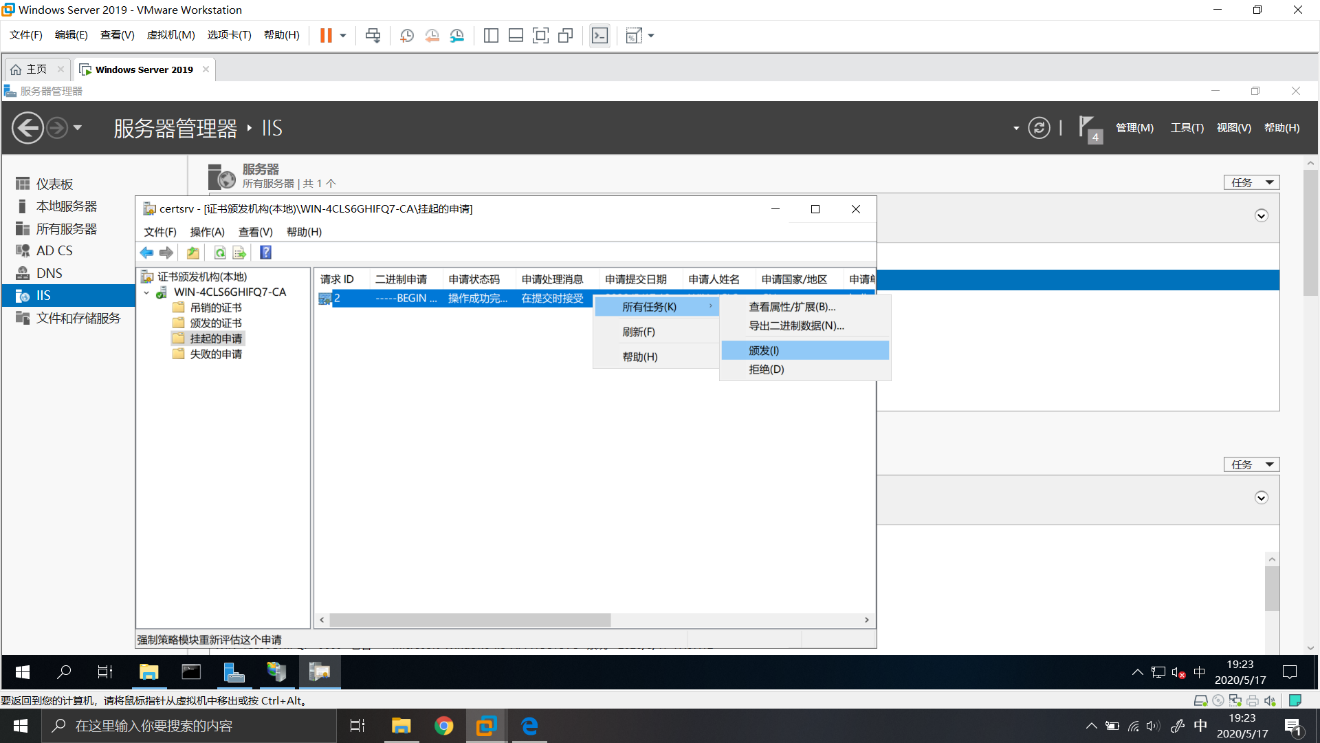 Windows Server 2019 - VMware Workstation
文件(F) 编辑(E) 查看(V) 虚拟机(M) 选项卡(T) 帮助(H)
主页 Windows Server 2019
服务器管理器
服务器管理器 IIS 4 管理(M) 工具(T) 视图(V) 帮助(H)
仪表板
本地服务器
所有服务器
AD CS
DNS
IIS
文件和存储服务
服务器
所有服务器 | 共 1 个
任务
certsrv - [证书颁发机构(本地)\WIN-4CLS6GHIFQ7-CA\挂起的申请]
文件(F) 操作(A) 查看(V) 帮助(H)
证书颁发机构(本地)
WIN-4CLS6GHIFQ7-CA
吊销的证书
颁发的证书
挂起的申请
失败的申请
请求 ID 二进制申请 申请状态码 申请处理消息 申请提交日期 申请人姓名 申请国家/地区
2 -----BEGIN ... 操作成功完... 在提交时接受
所有任务(K)
刷新(F)
帮助(H)
查看属性/扩展(B)...
导出二进制数据(N)...
颁发(I)
拒绝(D)
任务
强制策略模块重新评估这个申请
中 19:23
2020/5/17
要返回到您的计算机，请将鼠标指针从虚拟机中移出或按 Ctrl+Alt。
在这里输入你要搜索的内容
中 19:23
2020/5/17
1